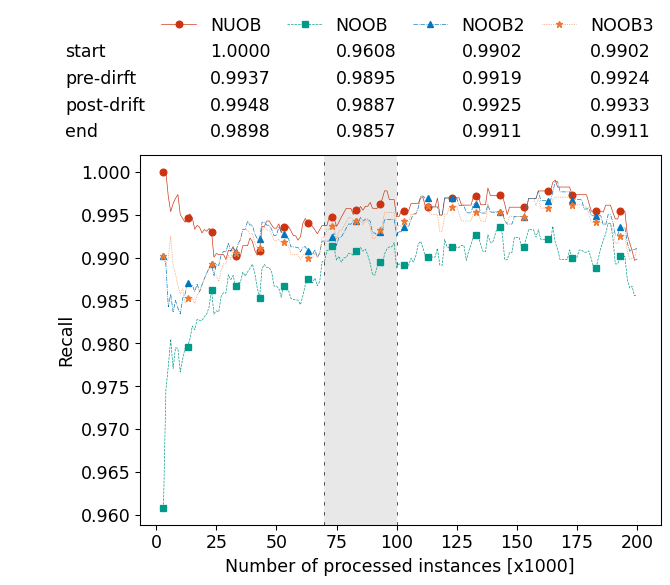 NUOB NOOB NOOB2 NOOB3
start 1.0000 0.9608 0.9902 0.9902
pre-dirft 0.9937 0.9895 0.9919 0.9924
post-drift 0.9948 0.9887 0.9925 0.9933
end 0.9898 0.9857 0.9911 0.9911
1.000
0.995
0.990
0.985
0.980
0.975
0.970
0.965
0.960
Recall
0 25 50 75 100 125 150 175 200
Number of processed instances [x1000]